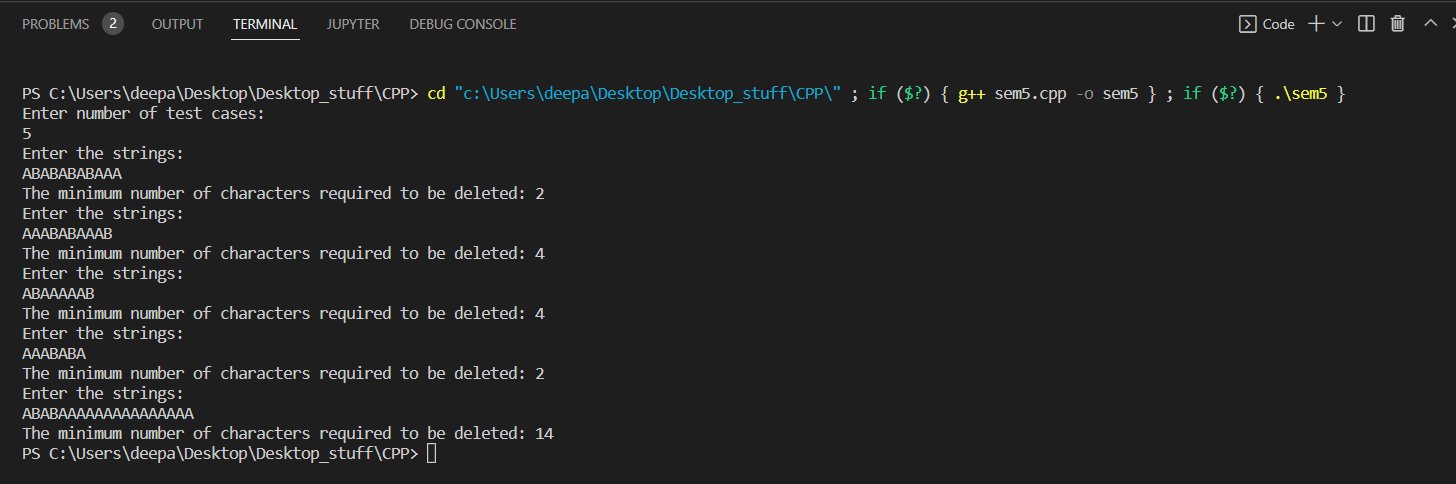 PROBLEMS 2 OUTPUT TERMINAL JUPYTER DEBUG CONSOLE Code
PS C:\Users\deepa\Desktop\Desktop_stuff\CPP> cd "c:\Users\deepa\Desktop\Desktop_stuff\CPP\" ; if ($?) { g++ sem5.cpp -o sem5 } ; if ($?) { .\sem5 }
Enter number of test cases:
5
Enter the strings:
ABABABABAAA
The minimum number of characters required to be deleted: 2
Enter the strings:
AAABABAAAB
The minimum number of characters required to be deleted: 4
Enter the strings:
ABAAAAAB
The minimum number of characters required to be deleted: 4
Enter the strings:
AAABABA
The minimum number of characters required to be deleted: 2
Enter the strings:
ABABAAAAAAAAAAAAAAA
The minimum number of characters required to be deleted: 14
PS C:\Users\deepa\Desktop\Desktop_stuff\CPP>